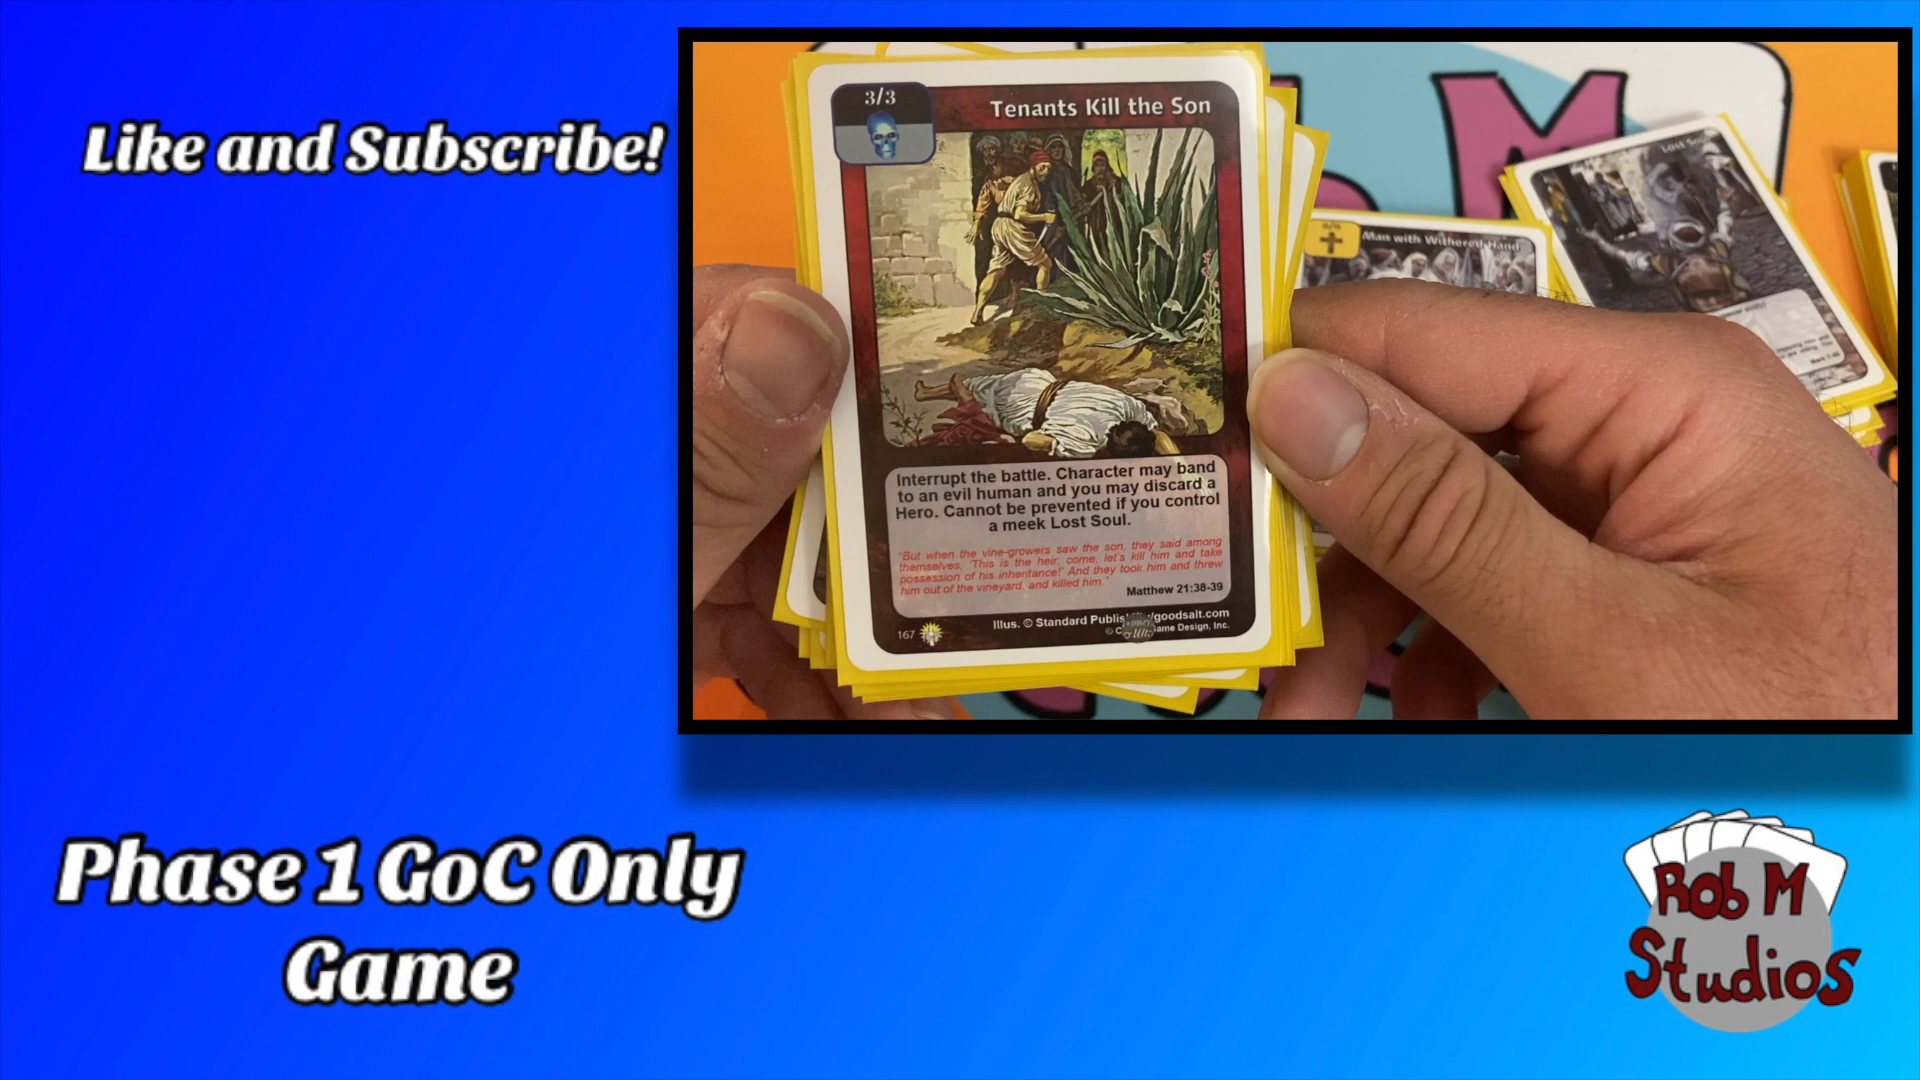 Like and Subscribe!
3/3
Tenants Kill the Son
Interrupt the battle. Character may band
to an evil human and you may discard a
Hero. Cannot be prevented if you control
a meek Lost Soul.
"But when the vine-growers saw the son, they said among
themselves, 'This is the heir; come, let's kill him and take
possession of his inheritance!' And they took him and threw
him out of the vineyard, and killed him."
Matthew 21:38-39
167
Illus. © Standard goodsalt.com
Design, Inc.
Man with Withered Hand
Lost
M
Phase 1 GoC Only
Game
Rob M
Studios